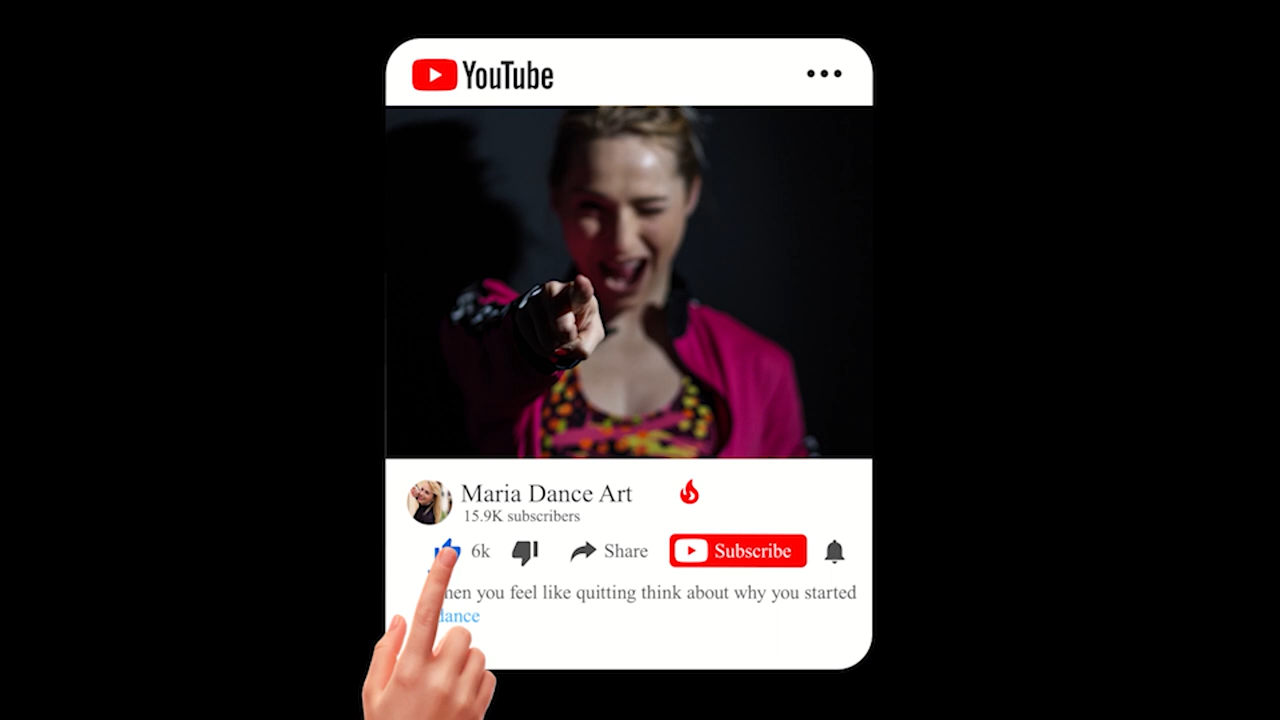 YouTube
Maria Dance Art
15.9K subscribers
6k
Share
Subscribe
you feel like quitting think about why you started
dance